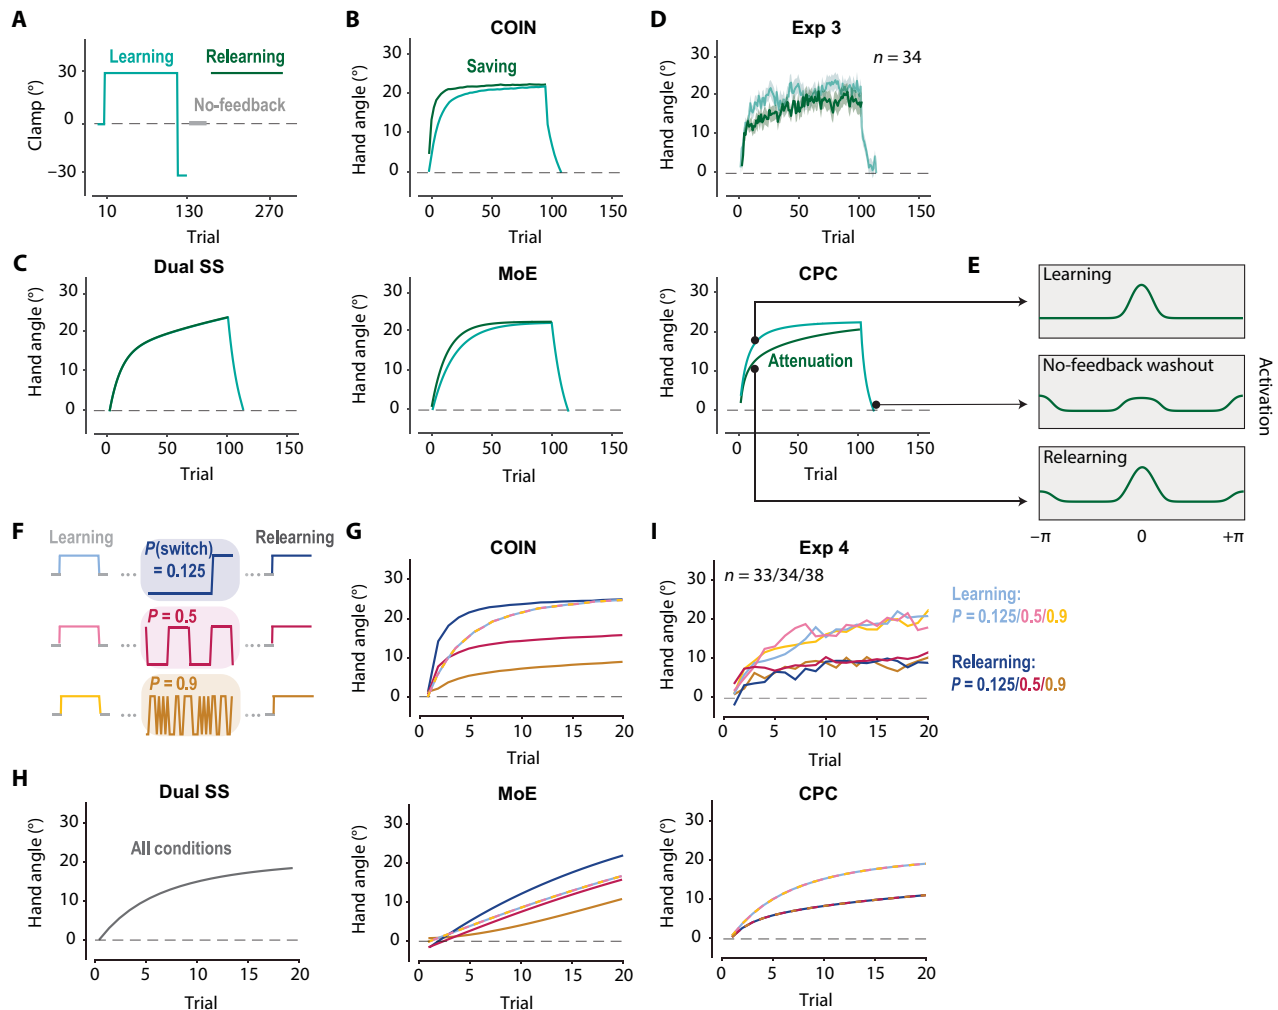 A
Learning
Relearning
No-feedback
Clamp (°)
30
0
−30
10
130
270
Trial
B
COIN
Saving
Hand angle (°)
30
20
10
0
0
50
100
150
Trial
D
Exp 3
n = 34
Hand angle (°)
30
20
10
0
0
50
100
150
Trial
C
Dual SS
Hand angle (°)
30
20
10
0
0
50
100
150
Trial
MoE
Hand angle (°)
30
20
10
0
0
50
100
150
Trial
CPC
Attenuation
Hand angle (°)
30
20
10
0
0
50
100
150
Trial
E
Learning
No-feedback washout
Relearning
Activation
−π
0
+π
F
Learning
Relearning
P(switch)
= 0.125
P = 0.5
P = 0.9
G
COIN
Hand angle (°)
30
20
10
0
0
5
10
15
20
Trial
I
Exp 4
n = 33/34/38
Hand angle (°)
30
20
10
0
0
5
10
15
20
Trial
Learning:
P = 0.125/0.5/0.9
Relearning:
P = 0.125/0.5/0.9
H
Dual SS
All conditions
Hand angle (°)
30
20
10
0
0
5
10
15
20
Trial
MoE
Hand angle (°)
30
20
10
0
0
5
10
15
20
Trial
CPC
Hand angle (°)
30
20
10
0
0
5
10
15
20
Trial